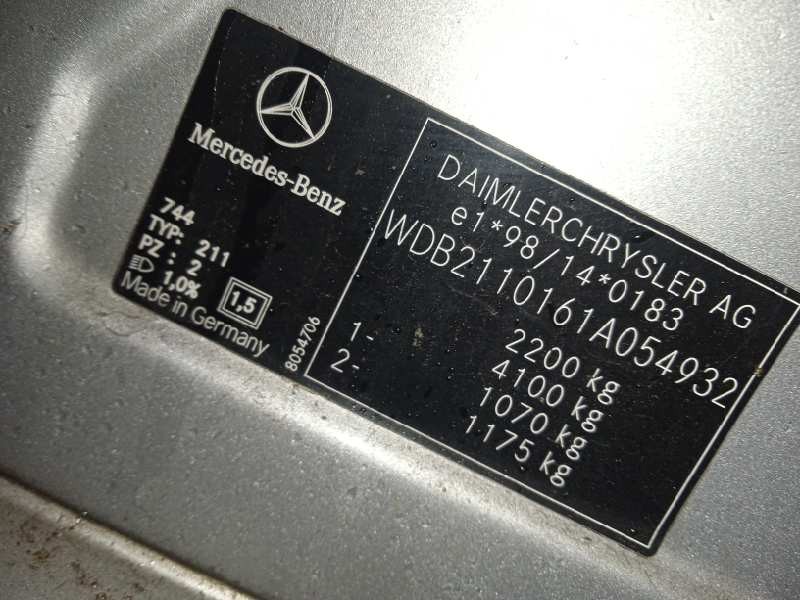 Mercedes-Benz
744
TYP: 211
PZ : 2
1,0%
1,5
Made in Germany
8054706
DAIMLERCHRYSLER AG
e1*98/14*0183
WDB2110161A054932
2200 kg
4100 kg
1- 1070 kg
2- 1175 kg